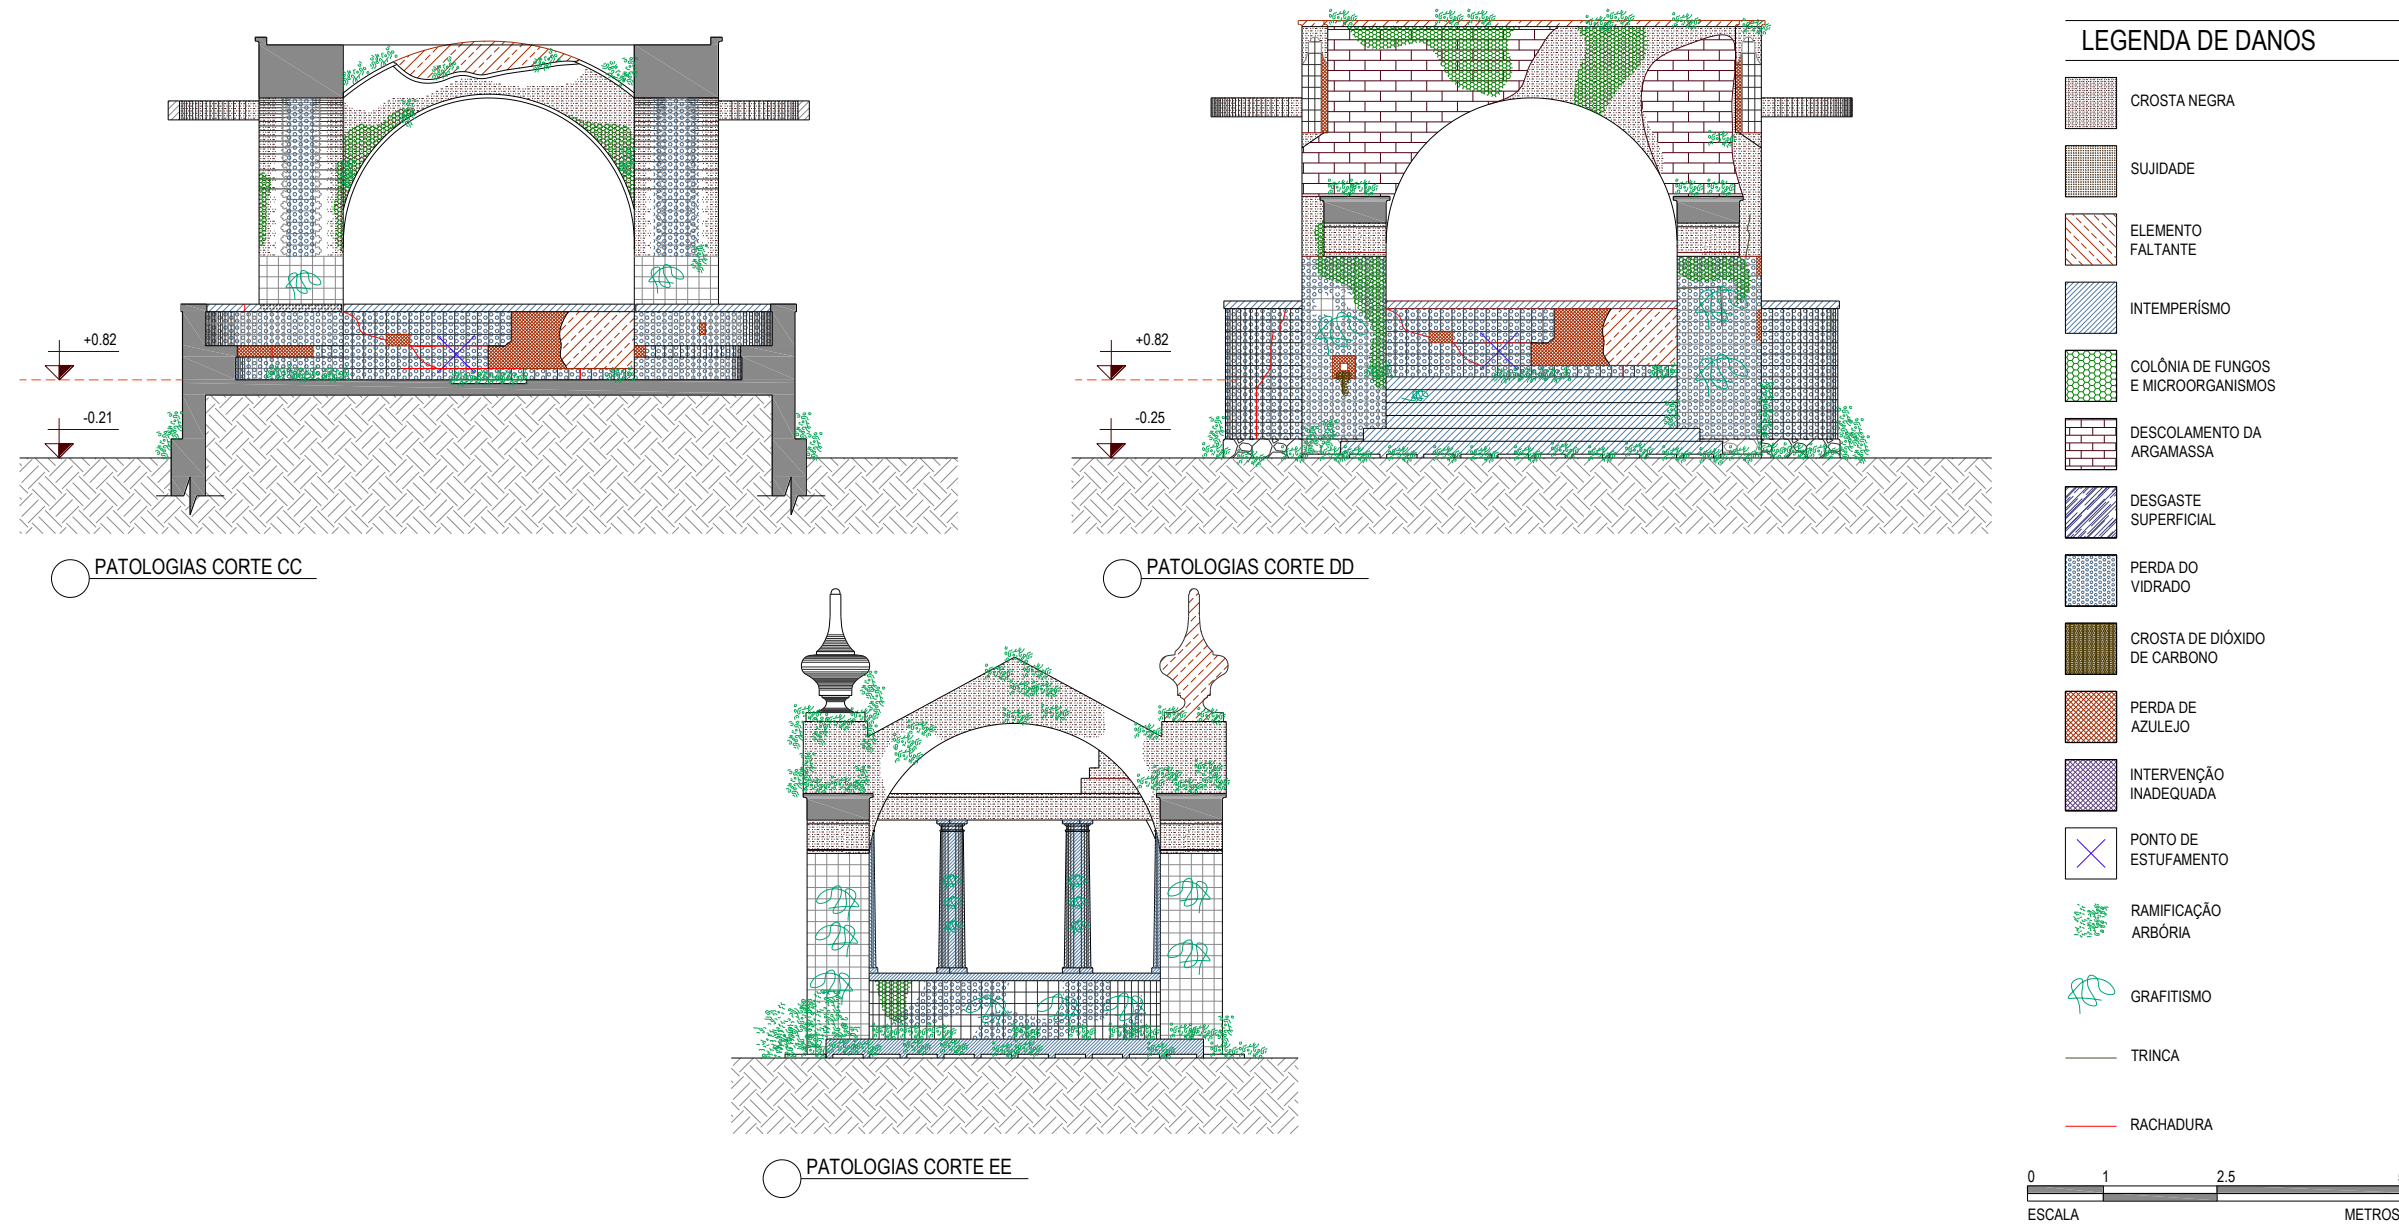 +0.82
-0.21
PATOLOGIAS CORTE CC
+0.82
-0.25
PATOLOGIAS CORTE DD
PATOLOGIAS CORTE EE
LEGENDA DE DANOS
CROSTA NEGRA
SUJIDADE
ELEMENTO
FALTANTE
INTEMPERÍSMO
COLÔNIA DE FUNGOS
E MICROORGANISMOS
DESCOLAMENTO DA
ARGAMASSA
DESGASTE
SUPERFICIAL
PERDA DO
VIDRADO
CROSTA DE DIÓXIDO
DE CARBONO
PERDA DE
AZULEJO
INTERVENÇÃO
INADEQUADA
PONTO DE
ESTUFAMENTO
RAMIFICAÇÃO
ARBÓRIA
GRAFITISMO
TRINCA
RACHADURA
0 1 2.5
ESCALA METROS